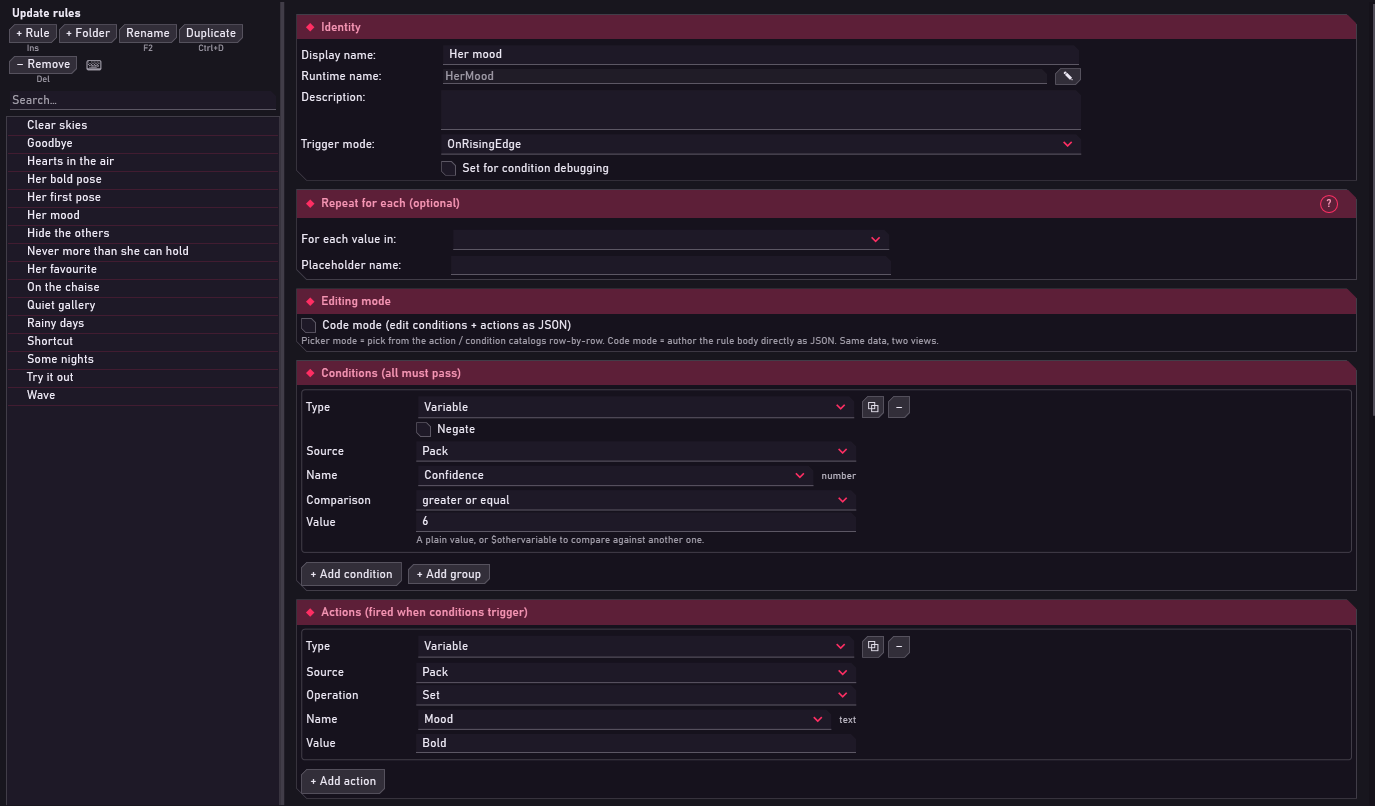 Update rules
+ Rule
+ Folder
Rename
Duplicate
Ins
F2
Ctrl+D
− Remove
Del
Search...
Clear skies
Goodbye
Hearts in the air
Her bold pose
Her first pose
Her mood
Hide the others
Never more than she can hold
Her favourite
On the chaise
Quiet gallery
Rainy days
Shortcut
Some nights
Try it out
Wave
Identity
Display name: Her mood
Runtime name: HerMood
Description:
Trigger mode: OnRisingEdge
Set for condition debugging
Repeat for each (optional) ?
For each value in:
Placeholder name:
Editing mode
Code mode (edit conditions + actions as JSON)
Picker mode = pick from the action / condition catalogs row-by-row. Code mode = author the rule body directly as JSON. Same data, two views.
Conditions (all must pass)
Type Variable −
Negate
Source Pack
Name Confidence number
Comparison greater or equal
Value 6
A plain value, or $othervariable to compare against another one.
+ Add condition + Add group
Actions (fired when conditions trigger)
Type Variable −
Source Pack
Operation Set
Name Mood text
Value Bold
+ Add action